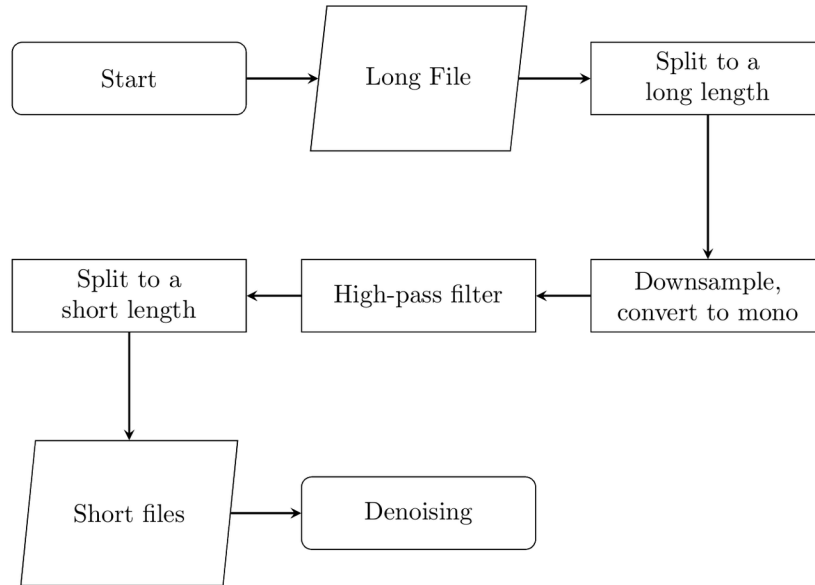 Start
Long File
Split to a
long length
Downsample,
convert to mono
High-pass filter
Split to a
short length
Short files
Denoising